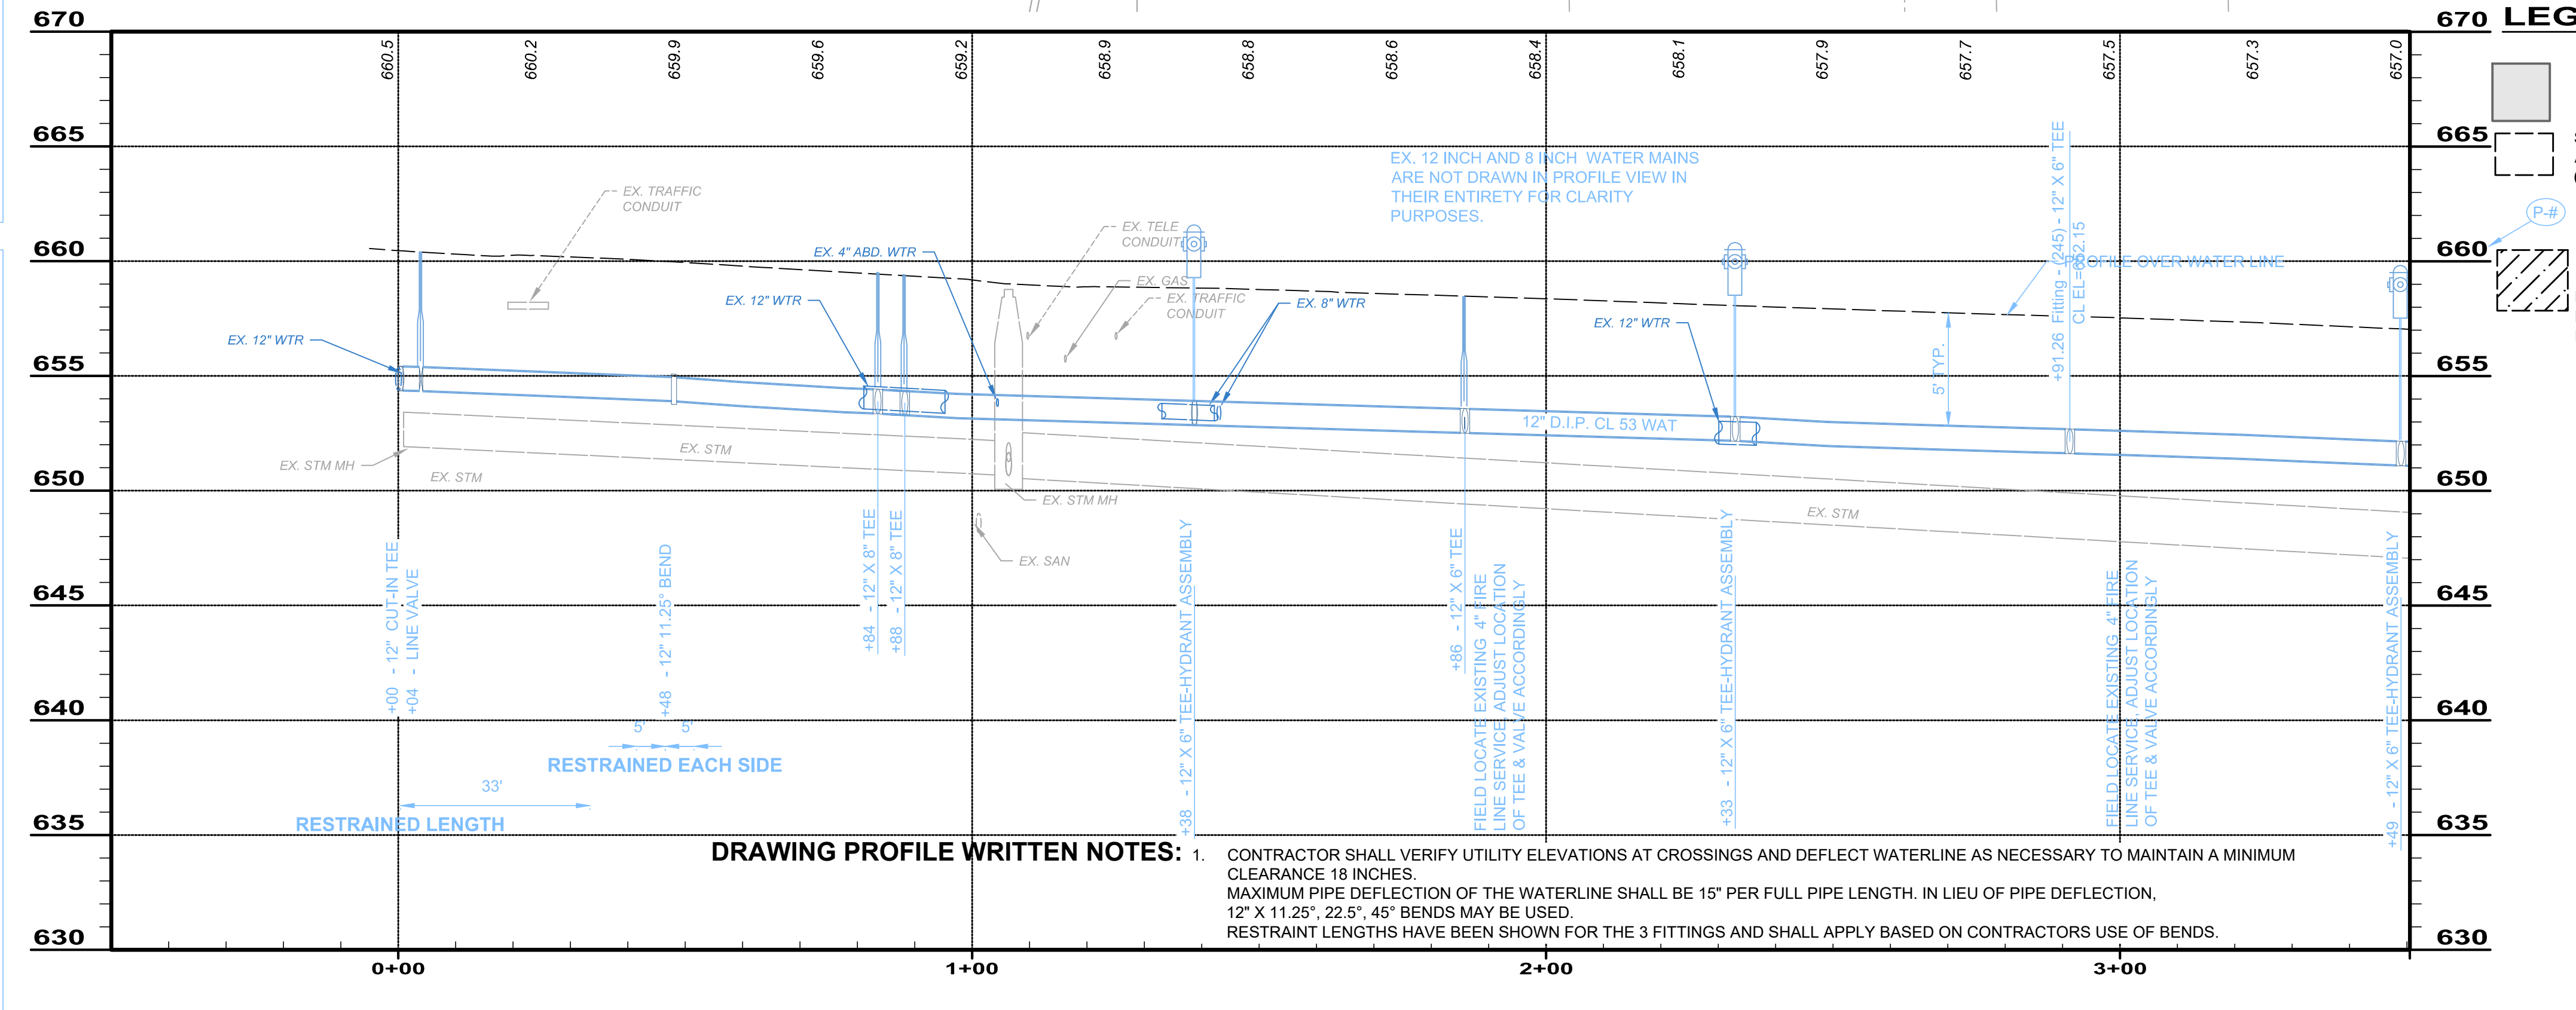 670
670
LEG
660.5
660.2
659.9
659.6
659.2
658.9
658.8
658.6
658.4
658.1
657.9
657.7
657.5
657.3
657.0
665
665
EX. 12 INCH AND 8 INCH  WATER MAINS
ARE NOT DRAWN IN PROFILE VIEW IN
THEIR ENTIRETY FOR CLARITY
PURPOSES.
EX. TRAFFIC
CONDUIT
P-#
EX. TELE
CONDUIT
660
660
EX. 4" ABD. WTR
PROFILE OVER WATER LINE
+91.26  Fitting - (245) - 12" X 6" TEE
CL EL=652.15
EX. GAS
EX. 12" WTR
EX. TRAFFIC
CONDUIT
EX. 8" WTR
EX. 12" WTR
EX. 12" WTR
655
655
5' TYP.
12" D.I.P. CL 53 WAT
EX. STM
EX. STM MH
EX. STM
650
650
EX. STM MH
EX. STM
EX. SAN
+00  - 12"  CUT-IN TEE
+04  -  LINE VALVE
+48  - 12" 11.25° BEND
+84  - 12" X 8" TEE
+88  - 12" X 8" TEE
+38  - 12" X 6" TEE-HYDRANT ASSEMBLY
+86  - 12" X 6" TEE
FIELD LOCATE EXISTING  4" FIRE
LINE SERVICE, ADJUST LOCATION
OF TEE & VALVE ACCORDINGLY
+33  - 12" X 6" TEE-HYDRANT ASSEMBLY
FIELD LOCATE EXISTING  4" FIRE
LINE SERVICE, ADJUST LOCATION
OF TEE & VALVE ACCORDINGLY
+49  - 12" X 6" TEE-HYDRANT ASSEMBLY
645
645
640
640
5'
5'
RESTRAINED EACH SIDE
33'
RESTRAINED LENGTH
635
635
DRAWING PROFILE WRITTEN NOTES: 1. CONTRACTOR SHALL VERIFY UTILITY ELEVATIONS AT CROSSINGS AND DEFLECT WATERLINE AS NECESSARY TO MAINTAIN A MINIMUM
CLEARANCE 18 INCHES.
MAXIMUM PIPE DEFLECTION OF THE WATERLINE SHALL BE 15" PER FULL PIPE LENGTH. IN LIEU OF PIPE DEFLECTION,
12" X 11.25°, 22.5°, 45° BENDS MAY BE USED.
RESTRAINT LENGTHS HAVE BEEN SHOWN FOR THE 3 FITTINGS AND SHALL APPLY BASED ON CONTRACTORS USE OF BENDS.
630
630
0+00
1+00
2+00
3+00